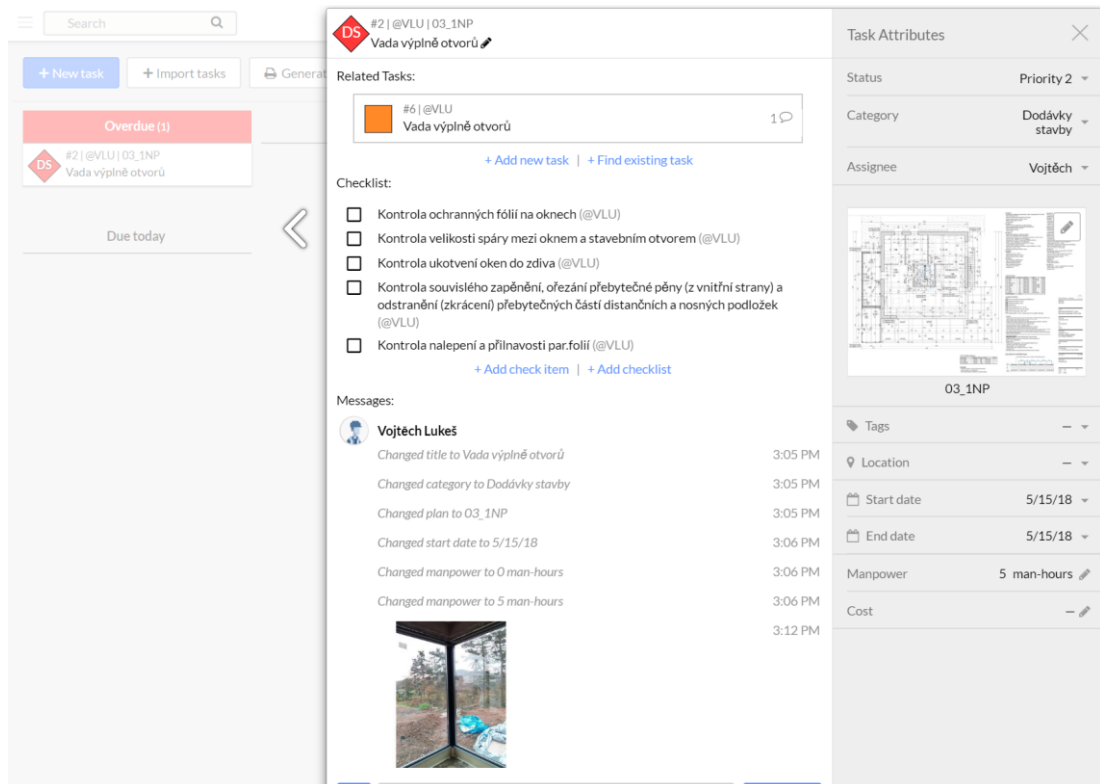 Search
+ New task
+ Import tasks
Generat
Overdue (1)
DS
#2 | @VLU | 03_1NP
Vada výplně otvorů
Due today
DS
#2 | @VLU | 03_1NP
Vada výplně otvorů
Related Tasks:
#6 | @VLU
Vada výplně otvorů
1
+ Add new task | + Find existing task
Checklist:
Kontrola ochranných fólií na oknech (@VLU)
Kontrola velikosti spáry mezi oknem a stavebním otvorem (@VLU)
Kontrola ukotvení oken do zdiva (@VLU)
Kontrola souvislého zapěnění, ořezání přebytečné pěny (z vnitřní strany) a
odstranění (zkrácení) přebytečných částí distančních a nosných podložek
(@VLU)
Kontrola nalepení a přilnavosti par.folií (@VLU)
+ Add check item | + Add checklist
Messages:
Vojtěch Lukeš
Changed title to Vada výplně otvorů 3:05 PM
Changed category to Dodávky stavby 3:05 PM
Changed plan to 03_1NP 3:05 PM
Changed start date to 5/15/18 3:06 PM
Changed manpower to 0 man-hours 3:06 PM
Changed manpower to 5 man-hours 3:06 PM
3:12 PM
Task Attributes
Status Priority 2
Category Dodávky
stavby
Assignee Vojtěch
03_1NP
Tags –
Location –
Start date 5/15/18
End date 5/15/18
Manpower 5 man-hours
Cost –